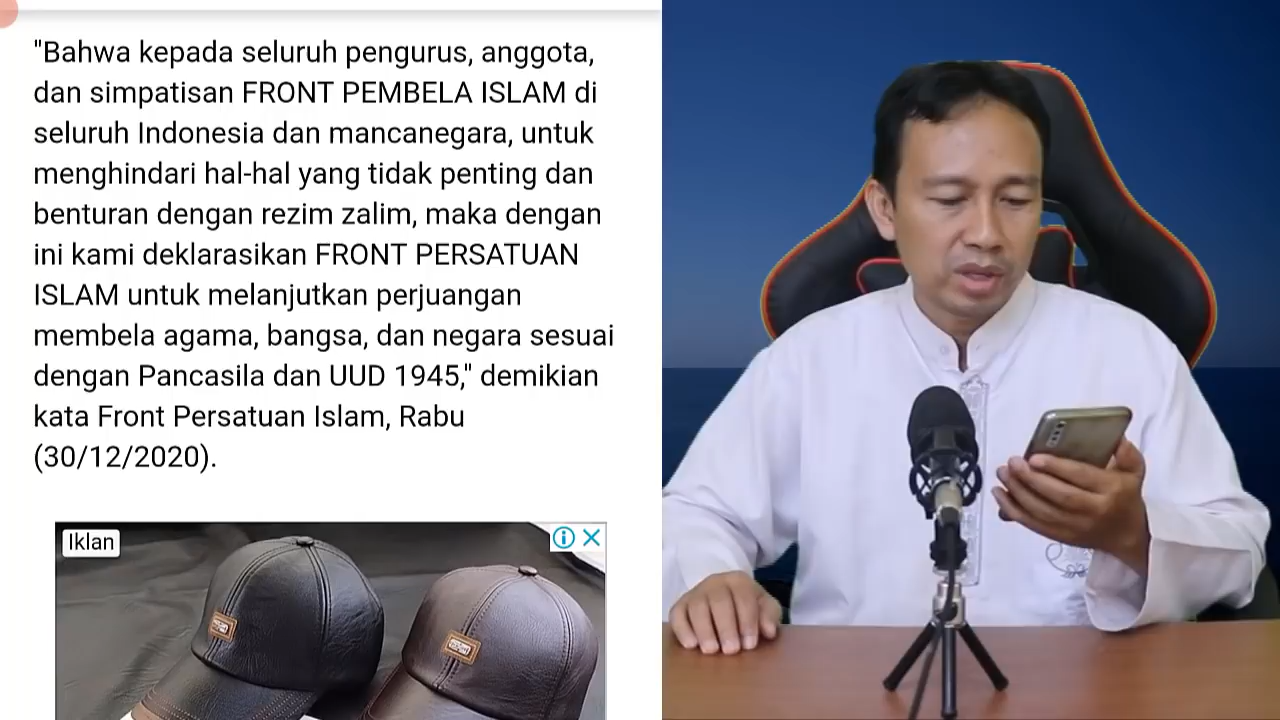 "Bahwa kepada seluruh pengurus, anggota,
dan simpatisan FRONT PEMBELA ISLAM di
seluruh Indonesia dan mancanegara, untuk
menghindari hal-hal yang tidak penting dan
benturan dengan rezim zalim, maka dengan
ini kami deklarasikan FRONT PERSATUAN
ISLAM untuk melanjutkan perjuangan
membela agama, bangsa, dan negara sesuai
dengan Pancasila dan UUD 1945," demikian
kata Front Persatuan Islam, Rabu
(30/12/2020).
Iklan